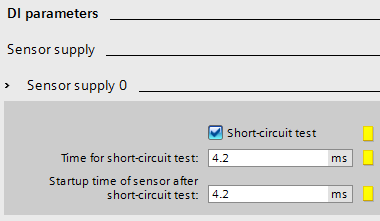 DI parameters
Sensor supply
Sensor supply 0
Short-circuit test
Time for short-circuit test: 4.2 ms
Startup time of sensor after
short-circuit test: 4.2 ms